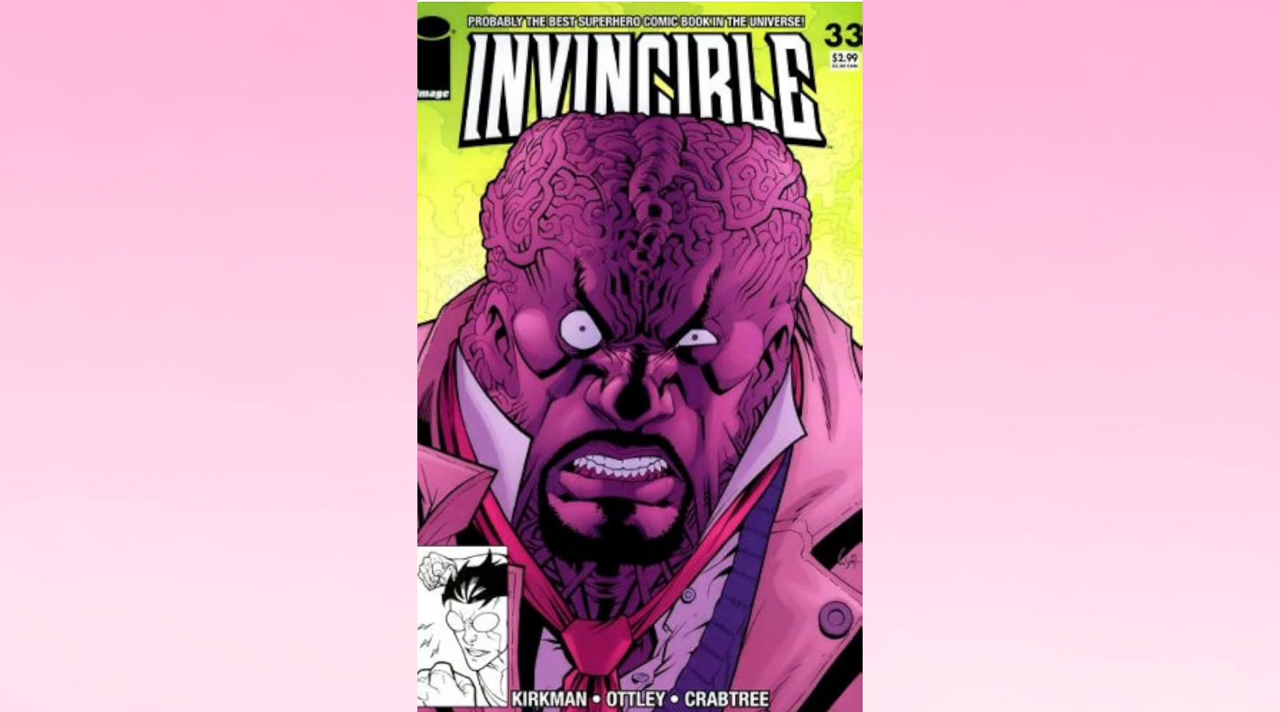 PROBABLY THE BEST SUPERHERO COMIC BOOK IN THE UNIVERSE!
INVINCIBLE
33
$2.99
image
KIRKMAN • OTTLEY • CRABTREE